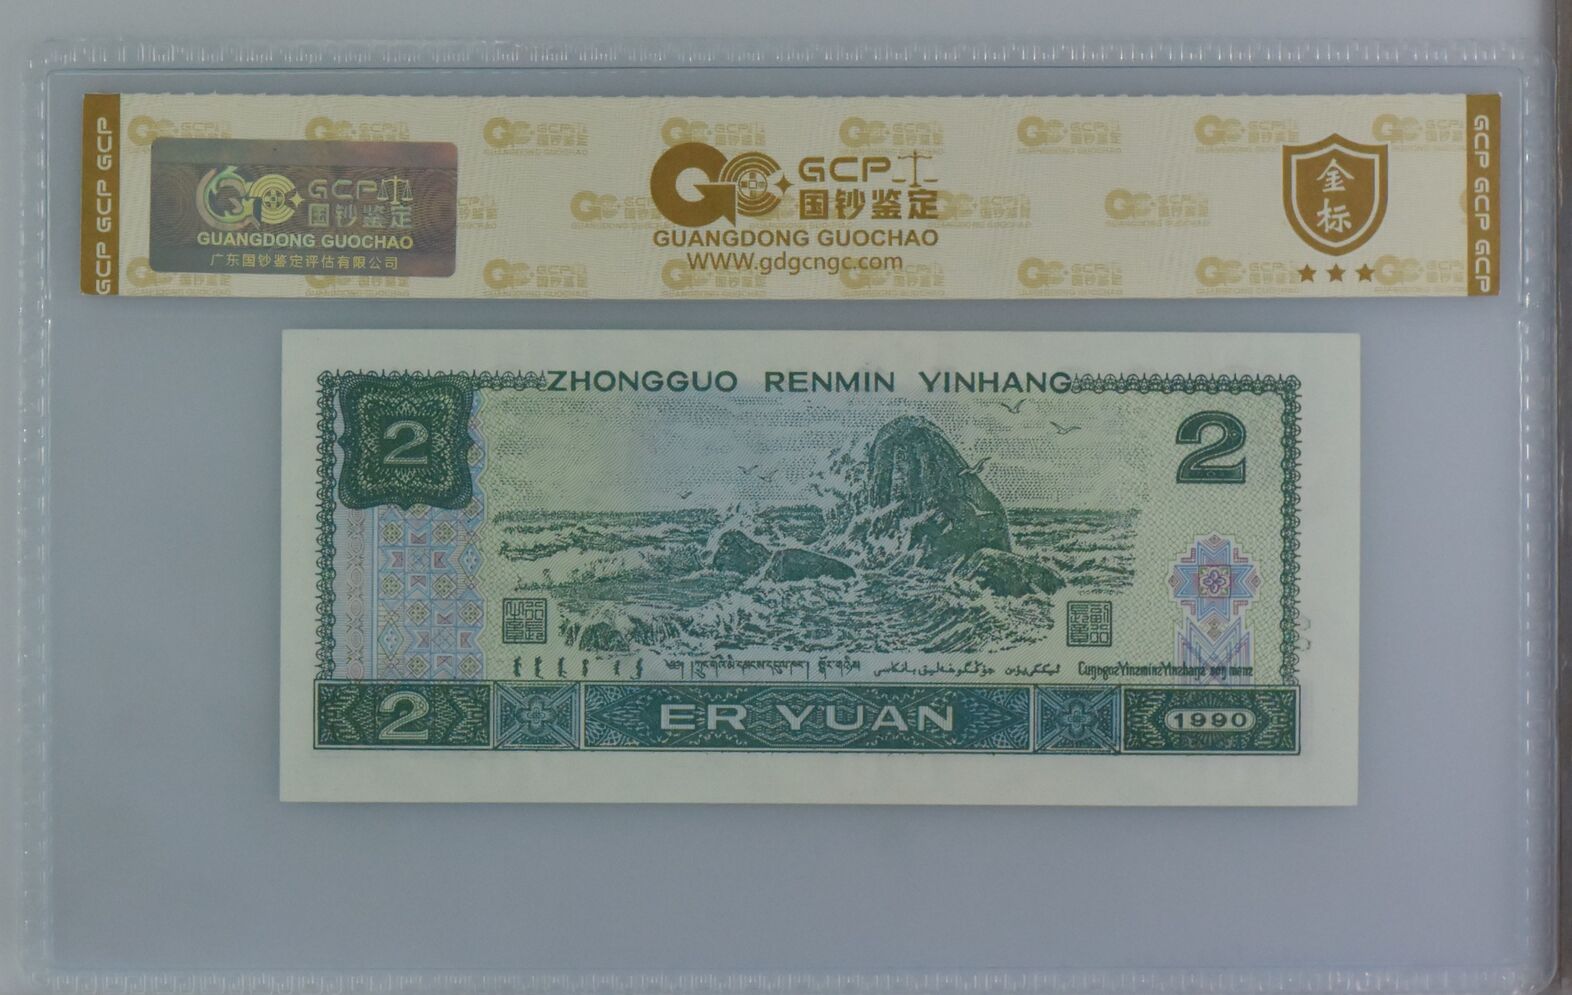 GCP GCP GCP
GCP
国钞鉴定
GUANGDONG GUOCHAO
广东国钞鉴定评估有限公司
GCP
国钞鉴定
GUANGDONG GUOCHAO
WWW.gdgcngc.com
金标
GCP GCP GCP
ZHONGGUO RENMIN YINHANG
2
2
2
ER YUAN
1990